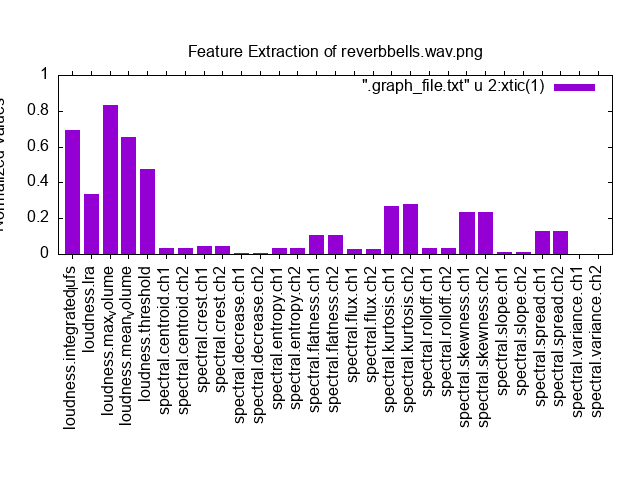 Feature Extraction of reverbbells.wav.png
".graph_file.txt" u 2:xtic(1)
Normalized Values
1
0.8
0.6
0.4
0.2
0
loudness.integratedlufs
loudness.lra
loudness.maxvolume
loudness.meanvolume
loudness.threshold
spectral.centroid.ch1
spectral.centroid.ch2
spectral.crest.ch1
spectral.crest.ch2
spectral.decrease.ch1
spectral.decrease.ch2
spectral.entropy.ch1
spectral.entropy.ch2
spectral.flatness.ch1
spectral.flatness.ch2
spectral.flux.ch1
spectral.flux.ch2
spectral.kurtosis.ch1
spectral.kurtosis.ch2
spectral.rolloff.ch1
spectral.rolloff.ch2
spectral.skewness.ch1
spectral.skewness.ch2
spectral.slope.ch1
spectral.slope.ch2
spectral.spread.ch1
spectral.spread.ch2
spectral.variance.ch1
spectral.variance.ch2